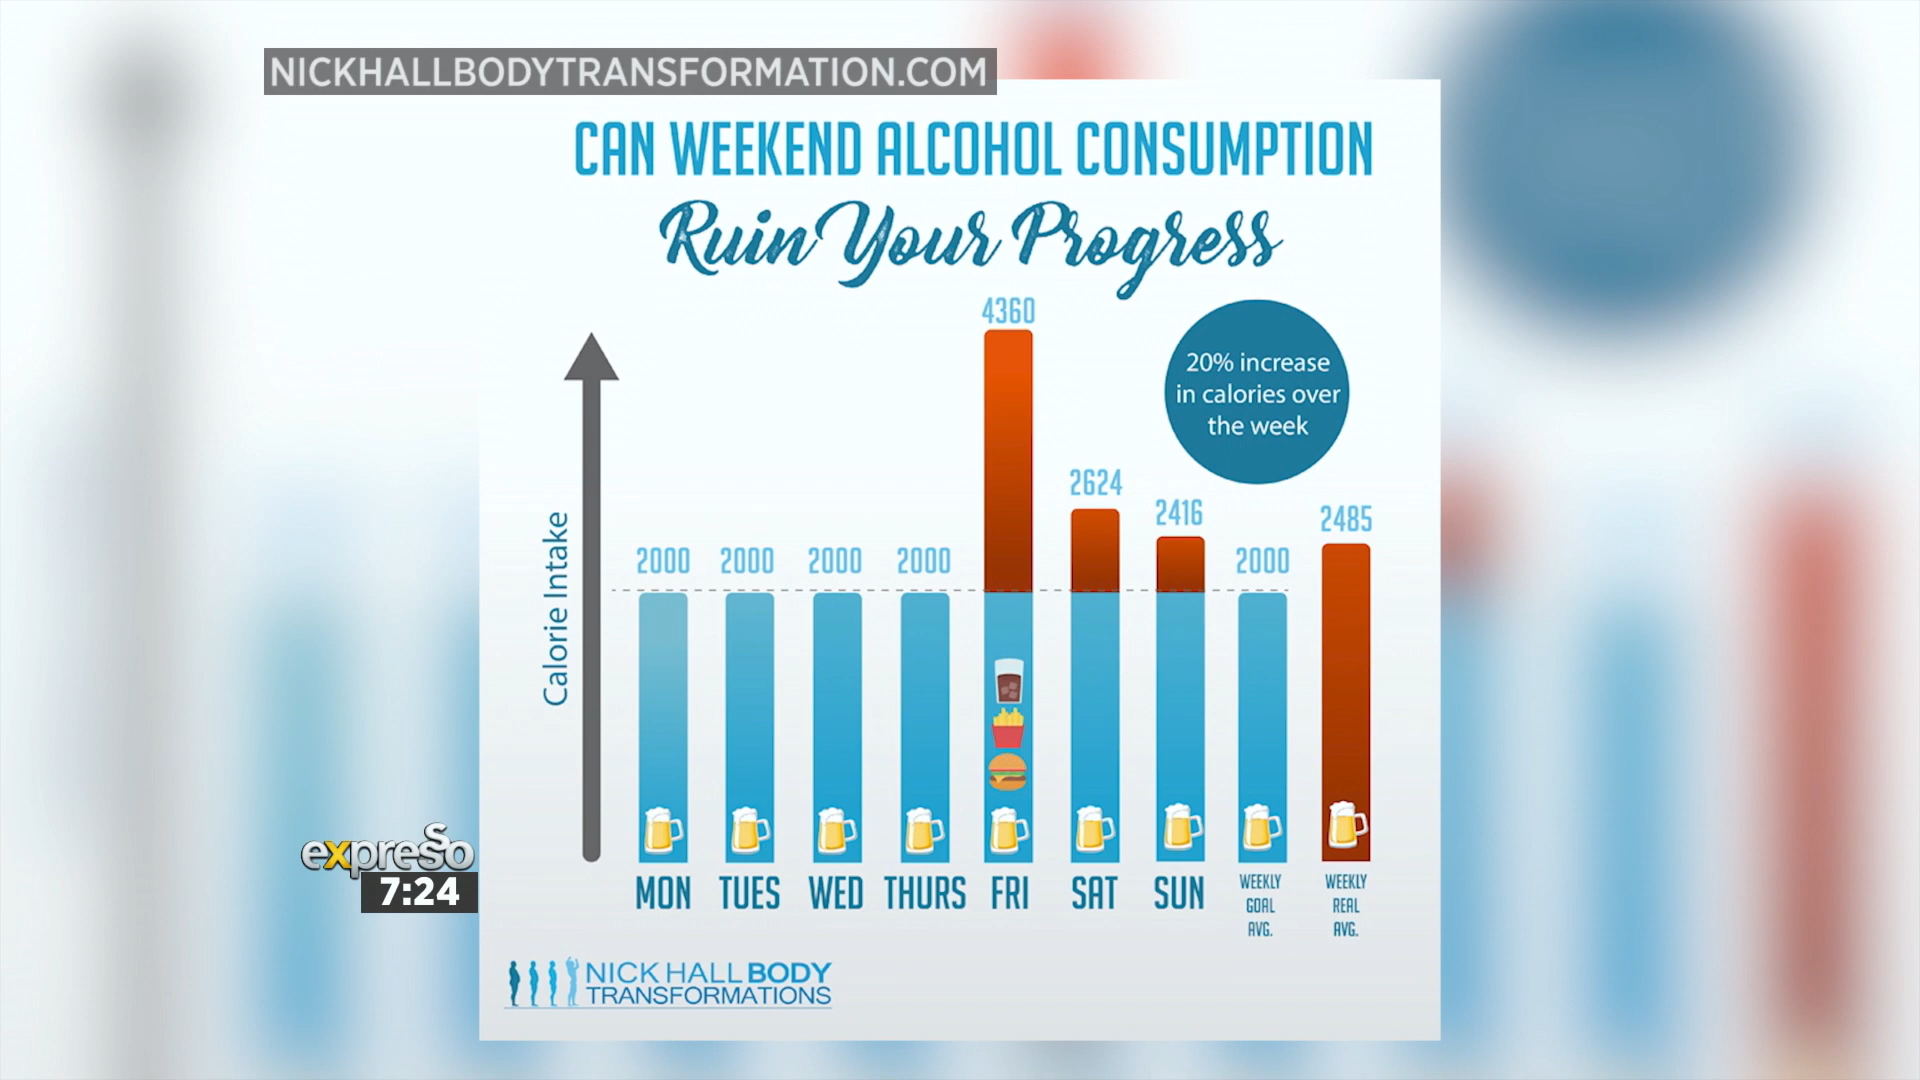 NICKHALLBODYTRANSFORMATION.COM
CAN WEEKEND ALCOHOL CONSUMPTION
Ruin Your Progress
4360
20% increase
in calories over
the week
2624
2416
2485
2000 2000 2000 2000 2000
Calorie Intake
expresso
7:24
MON TUES WED THURS FRI SAT SUN
WEEKLY GOAL AVG.
WEEKLY REAL AVG.
NICK HALL BODY
TRANSFORMATIONS